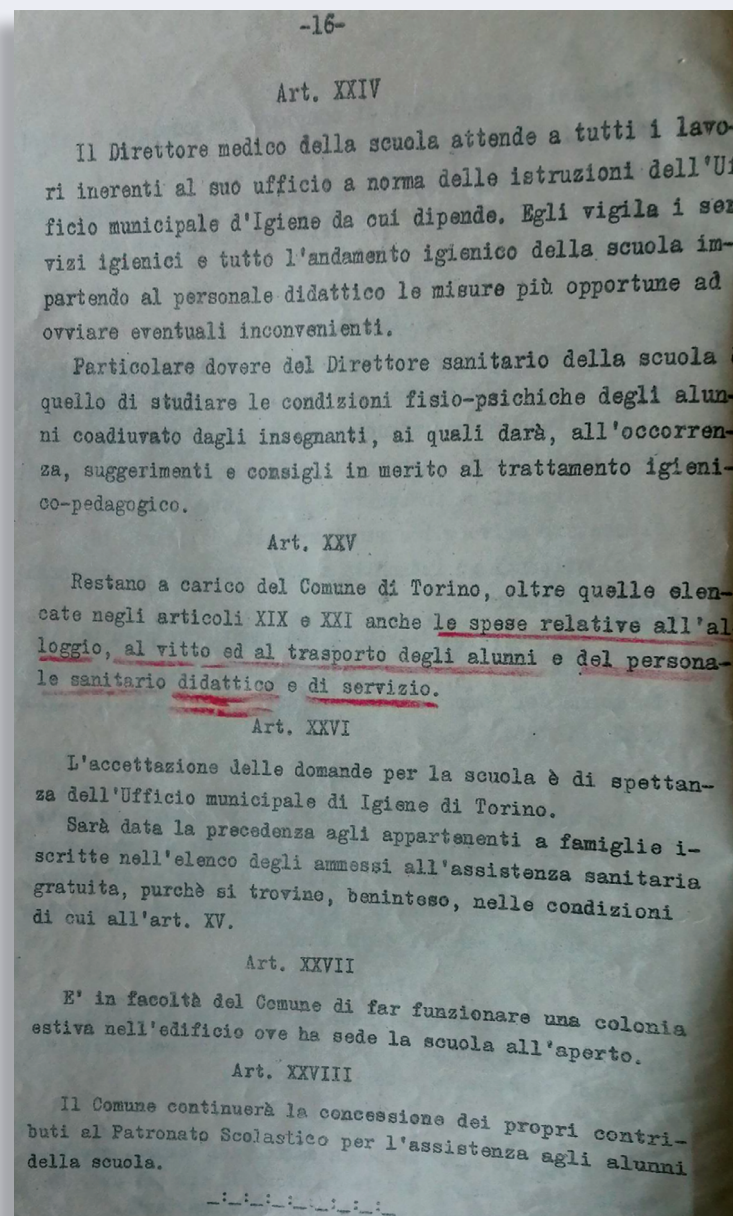 -16-
Art. XXIV
Il Direttore medico della scuola attende a tutti i lavo-
ri inerenti al suo ufficio a norma delle istruzioni dell'Uf
ficio municipale d'Igiene da cui dipende. Egli vigila i ser
vizi igienici e tutto l'andamento igienico della scuola im-
partendo al personale didattico le misure più opportune ad
ovviare eventuali inconvenienti.
Particolare dovere del Direttore sanitario della scuola
quello di studiare le condizioni fisio-psichiche degli alun-
ni coadiuvato dagli insegnanti, ai quali darà, all'occorren-
za, suggerimenti e consigli in merito al trattamento igieni-
co-pedagogico.
Art. XXV
Restano a carico del Comune di Torino, oltre quelle elen-
cate negli articoli XIX e XXI anche le spese relative all'al
loggio, al vitto ed al trasporto degli alunni e del persona-
le sanitario didattico e di servizio.
Art. XXVI
L'accettazione delle domande per la scuola è di spettan-
za dell'Ufficio municipale di Igiene di Torino.
Sarà data la precedenza agli appartenenti a famiglie i-
scritte nell'elenco degli ammessi all'assistenza sanitaria
gratuita, purchè si trovino, beninteso, nelle condizioni
di cui all'art. XV.
Art. XXVII
E' in facoltà del Comune di far funzionare una colonia
estiva nell'edificio ove ha sede la scuola all'aperto.
Art. XXVIII
Il Comune continuerà la concessione dei propri contri-
buti al Patronato Scolastico per l'assistenza agli alunni
della scuola.